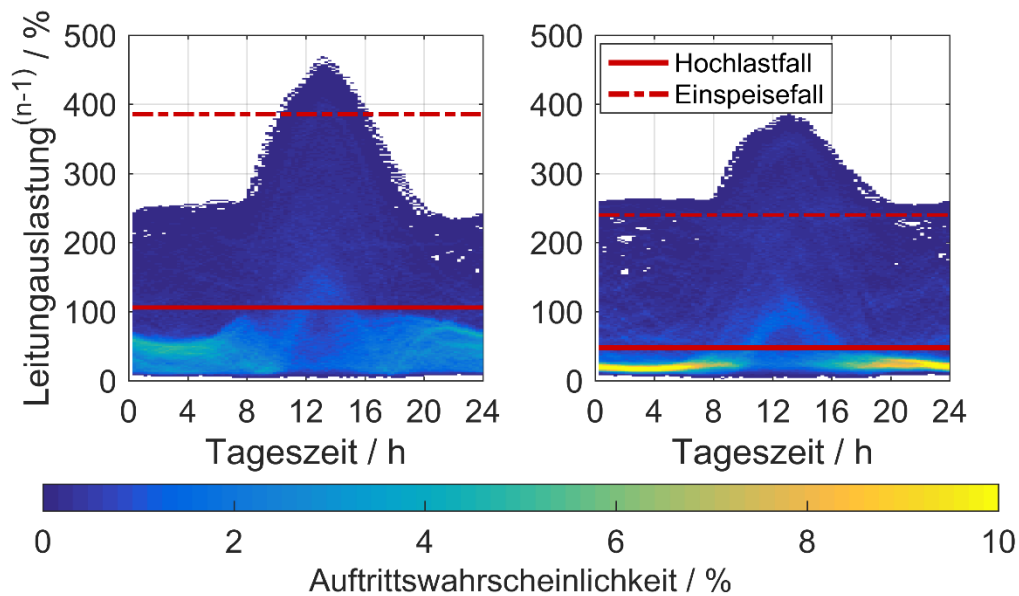 Leitungauslastung(n-1) / %
500
400
300
200
100
0
0 4 8 12 16 20 24
Tageszeit / h
500
400
300
200
100
0
Hochlastfall
Einspeisefall
0 4 8 12 16 20 24
Tageszeit / h
0 2 4 6 8 10
Auftrittswahrscheinlichkeit / %